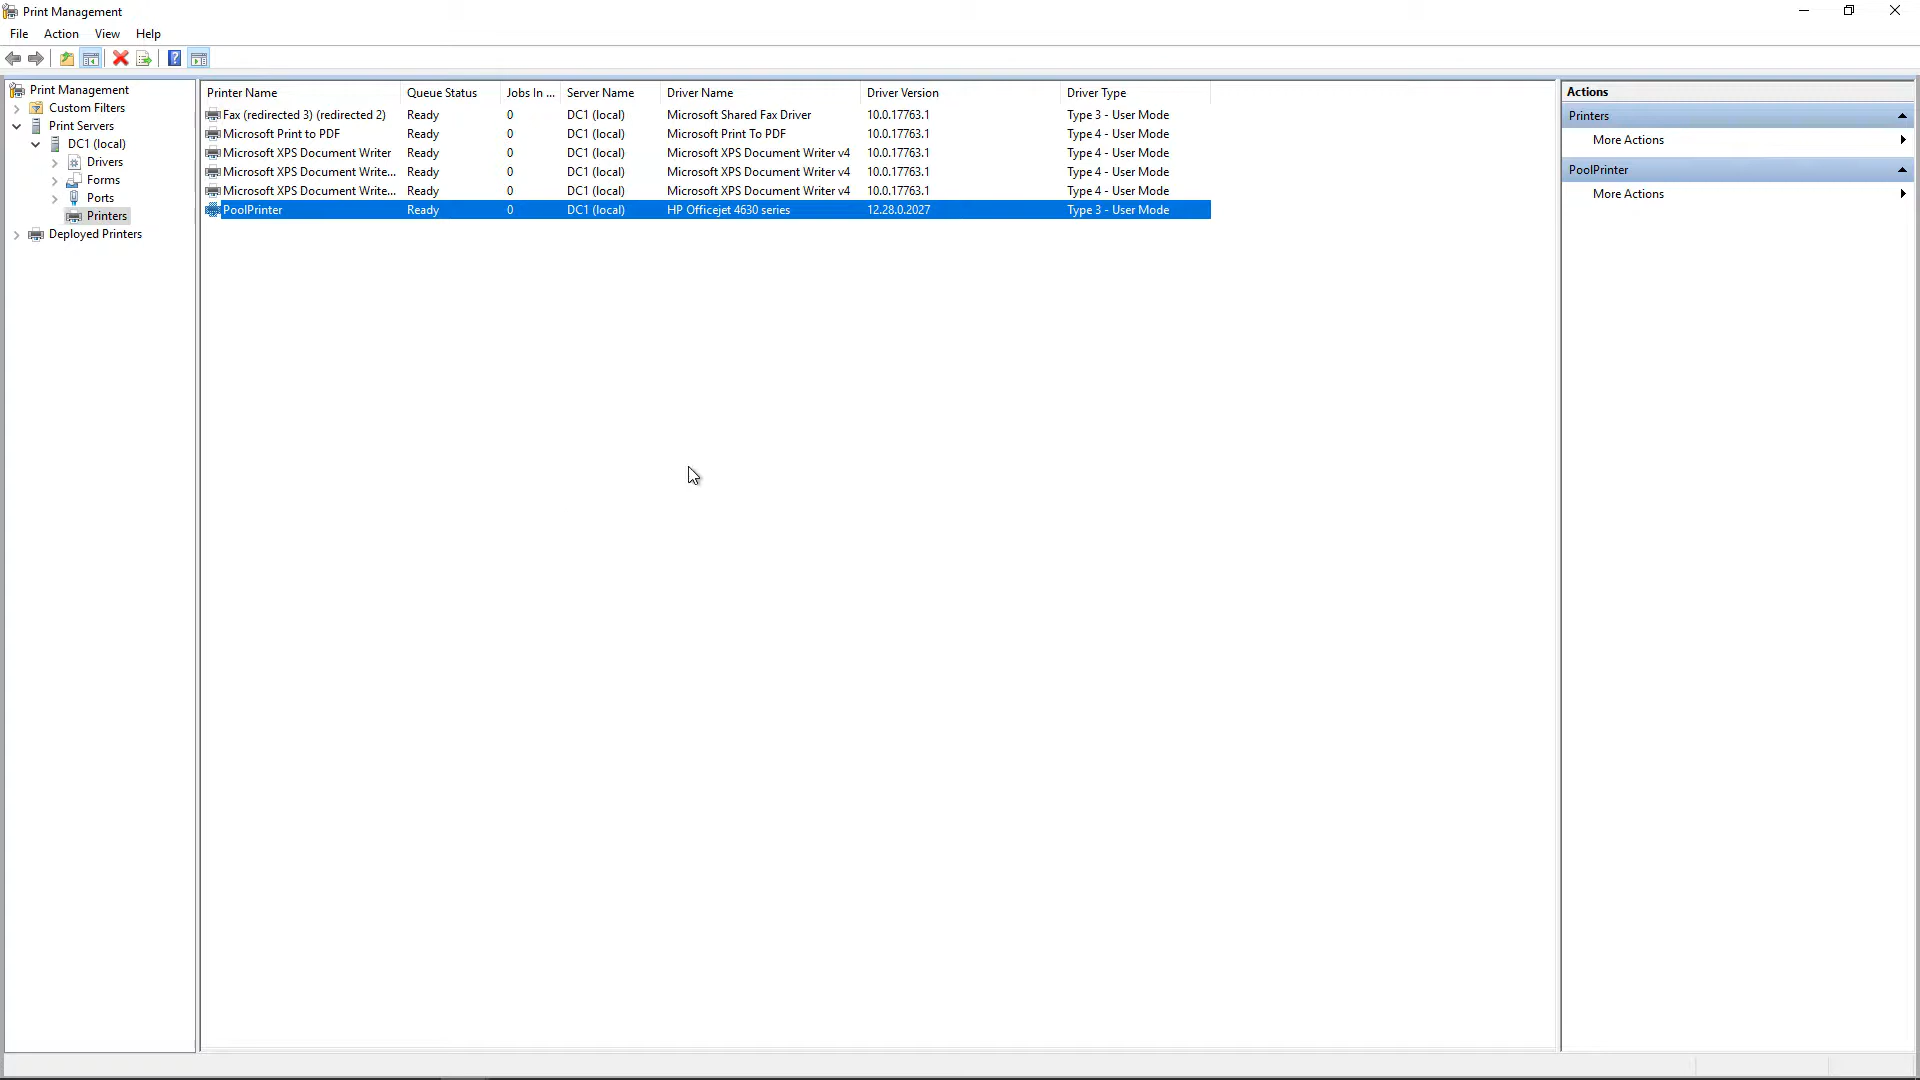 Print Management
File Action View Help
Print Management
Custom Filters
Print Servers
DC1 (local)
Drivers
Forms
Ports
Printers
Deployed Printers
Printer Name Queue Status Jobs In ... Server Name Driver Name Driver Version Driver Type
Fax (redirected 3) (redirected 2) Ready 0 DC1 (local) Microsoft Shared Fax Driver 10.0.17763.1 Type 3 - User Mode
Microsoft Print to PDF Ready 0 DC1 (local) Microsoft Print To PDF 10.0.17763.1 Type 4 - User Mode
Microsoft XPS Document Writer Ready 0 DC1 (local) Microsoft XPS Document Writer v4 10.0.17763.1 Type 4 - User Mode
Microsoft XPS Document Write... Ready 0 DC1 (local) Microsoft XPS Document Writer v4 10.0.17763.1 Type 4 - User Mode
Microsoft XPS Document Write... Ready 0 DC1 (local) Microsoft XPS Document Writer v4 10.0.17763.1 Type 4 - User Mode
PoolPrinter Ready 0 DC1 (local) HP Officejet 4630 series 12.28.0.2027 Type 3 - User Mode
Actions
Printers
More Actions
PoolPrinter
More Actions